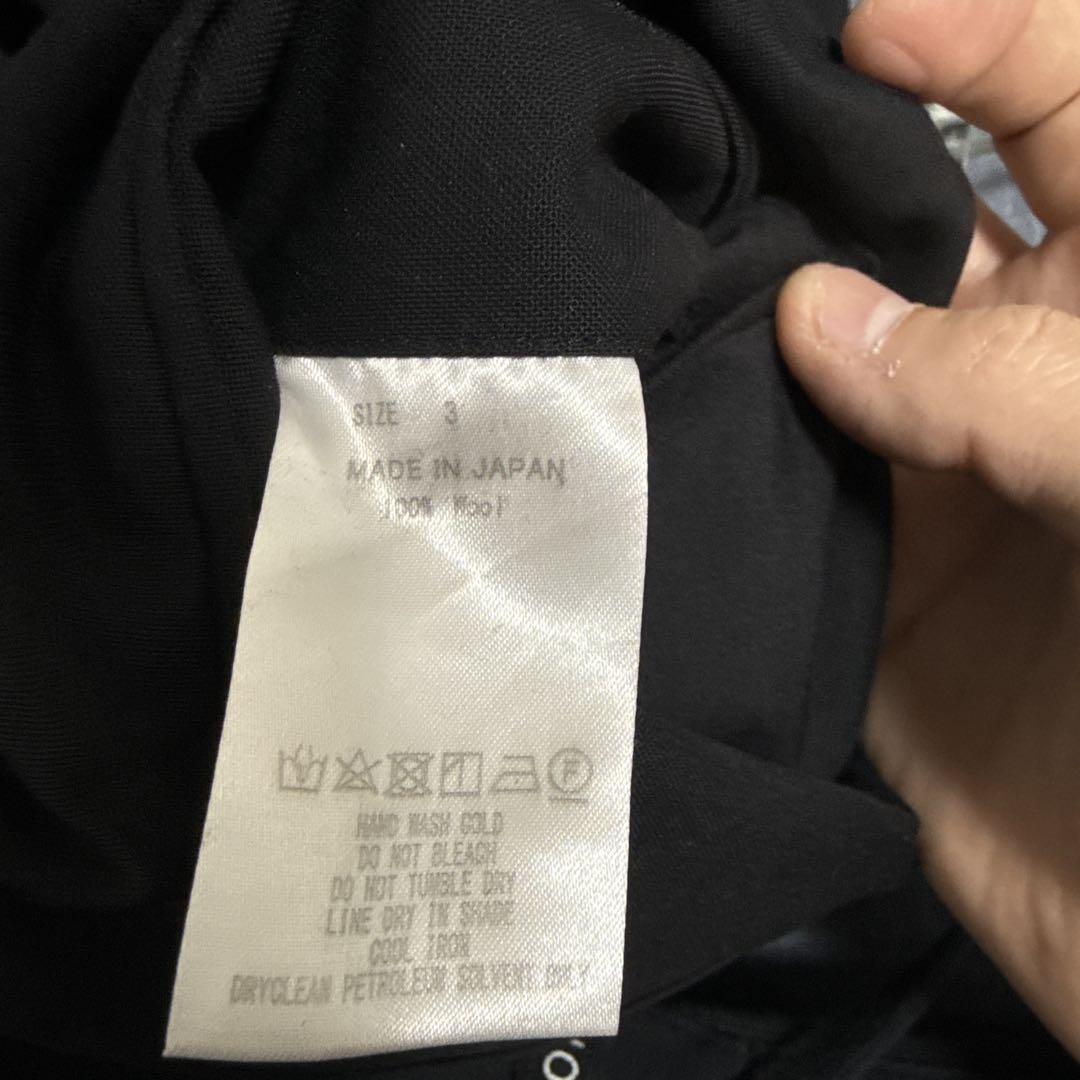 SIZE 3
MADE IN JAPAN
100% Wool
F
HAND WASH COLD
DO NOT BLEACH
DO NOT TUMBLE DRY
LINE DRY IN SHADE
COOL IRON
DRYCLEAN PETROLEUM SOLVENT ONLY